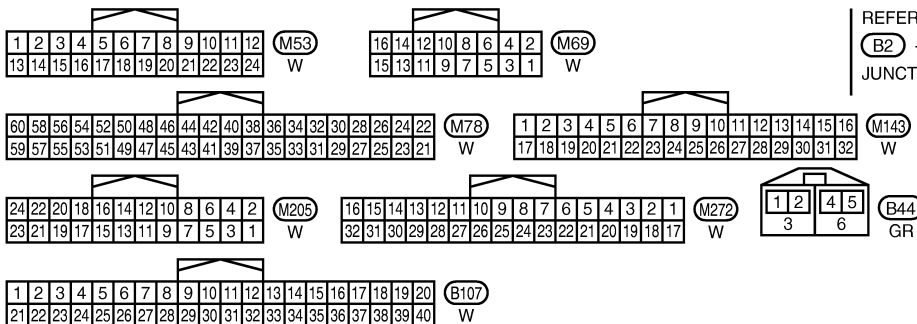 1 2 3 4 5 6 7 8 9 10 11 12 M53
13 14 15 16 17 18 19 20 21 22 23 24 W
16 14 12 10 8 6 4 2 M69
15 13 11 9 7 5 3 1 W
REFER
B2 -
JUNCT
60 58 56 54 52 50 48 46 44 42 40 38 36 34 32 30 28 26 24 22 M78
59 57 55 53 51 49 47 45 43 41 39 37 35 33 31 29 27 25 23 21 W
1 2 3 4 5 6 7 8 9 10 11 12 13 14 15 16 M143
17 18 19 20 21 22 23 24 25 26 27 28 29 30 31 32 W
24 22 20 18 16 14 12 10 8 6 4 2 M205
23 21 19 17 15 13 11 9 7 5 3 1 W
16 15 14 13 12 11 10 9 8 7 6 5 4 3 2 1 M272
32 31 30 29 28 27 26 25 24 23 22 21 20 19 18 17 W
1 2 4 5 B44
3 6 GR
1 2 3 4 5 6 7 8 9 10 11 12 13 14 15 16 17 18 19 20 B107
21 22 23 24 25 26 27 28 29 30 31 32 33 34 35 36 37 38 39 40 W